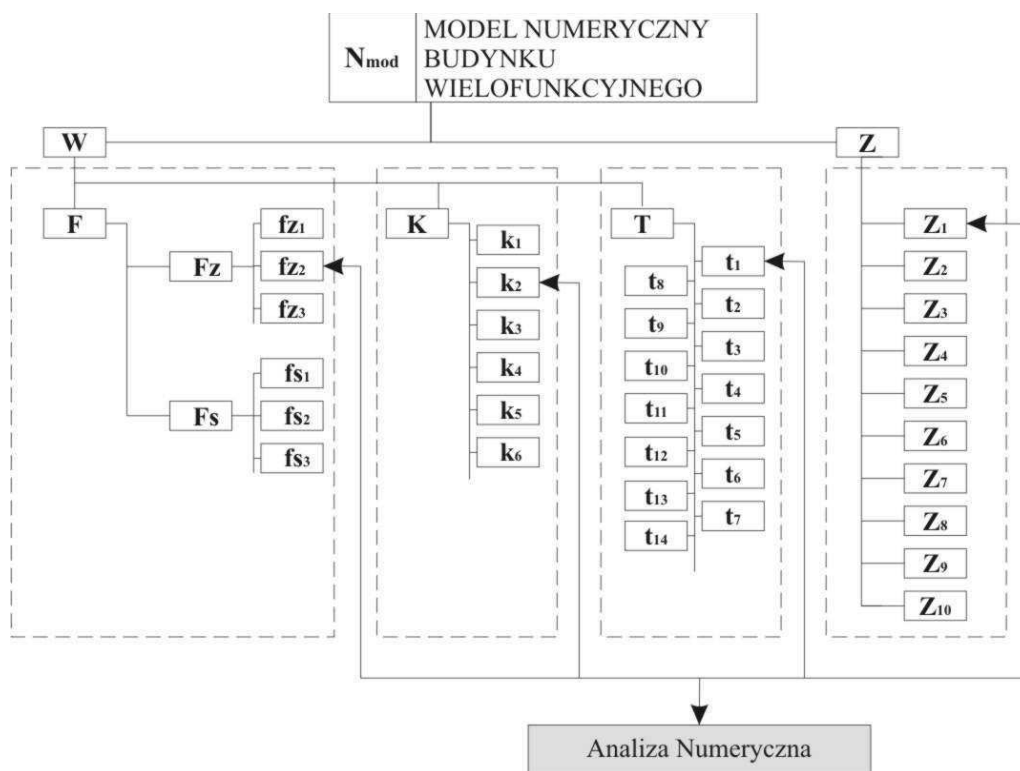 N_mod
MODEL NUMERYCZNY
BUDYNKU
WIELOFUNKCYJNEGO
W
Z
F
Fz
fz1
fz2
fz3
Fs
fs1
fs2
fs3
K
k1
k2
k3
k4
k5
k6
T
t1
t8
t2
t9
t3
t10
t4
t11
t5
t12
t6
t13
t7
t14
Z1
Z2
Z3
Z4
Z5
Z6
Z7
Z8
Z9
Z10
Analiza Numeryczna